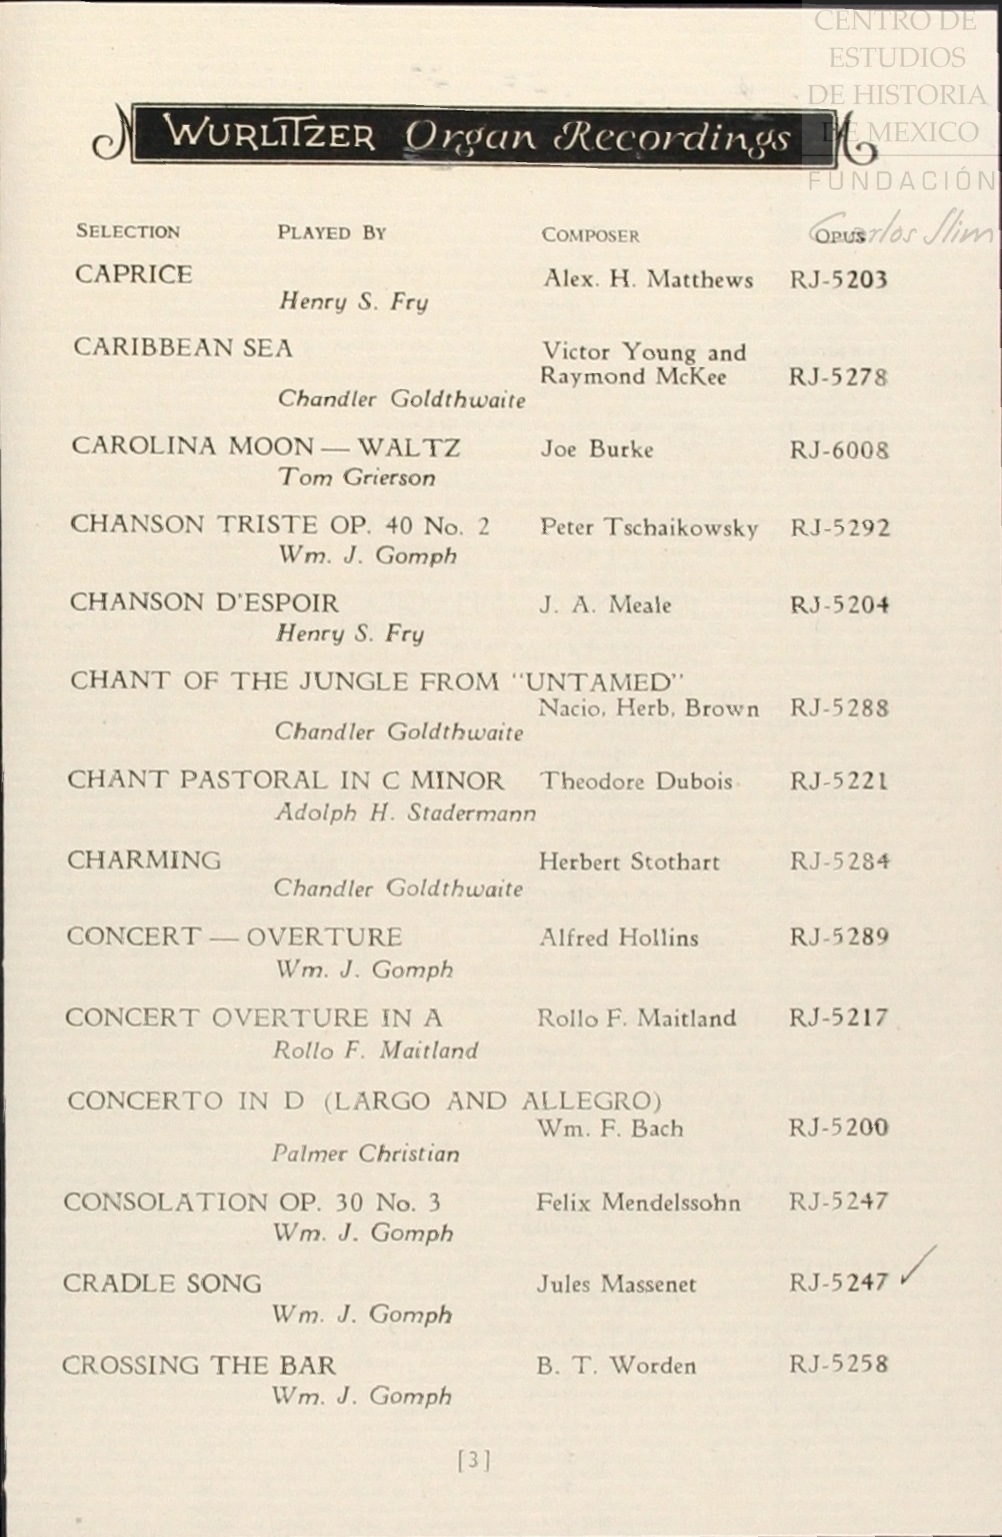 CENTRO DE
ESTUDIOS
DE HISTORIA
DE MEXICO
FUNDACIÓN
Carlos Slim
WURLITZER Organ Recordings
SELECTION PLAYED BY COMPOSER OPUS
CAPRICE Alex. H. Matthews RJ-5203
Henry S. Fry
CARIBBEAN SEA Victor Young and
Raymond McKee RJ-5278
Chandler Goldthwaite
CAROLINA MOON — WALTZ Joe Burke RJ-6008
Tom Grierson
CHANSON TRISTE OP. 40 No. 2 Peter Tschaikowsky RJ-5292
Wm. J. Gomph
CHANSON D'ESPOIR J. A. Meale RJ-5204
Henry S. Fry
CHANT OF THE JUNGLE FROM "UNTAMED"
Nacio, Herb, Brown RJ-5288
Chandler Goldthwaite
CHANT PASTORAL IN C MINOR Theodore Dubois RJ-5221
Adolph H. Stadermann
CHARMING Herbert Stothart RJ-5284
Chandler Goldthwaite
CONCERT — OVERTURE Alfred Hollins RJ-5289
Wm. J. Gomph
CONCERT OVERTURE IN A Rollo F. Maitland RJ-5217
Rollo F. Maitland
CONCERTO IN D (LARGO AND ALLEGRO)
Wm. F. Bach RJ-5200
Palmer Christian
CONSOLATION OP. 30 No. 3 Felix Mendelssohn RJ-5247
Wm. J. Gomph
CRADLE SONG Jules Massenet RJ-5247
Wm. J. Gomph
CROSSING THE BAR B. T. Worden RJ-5258
Wm. J. Gomph
[3]